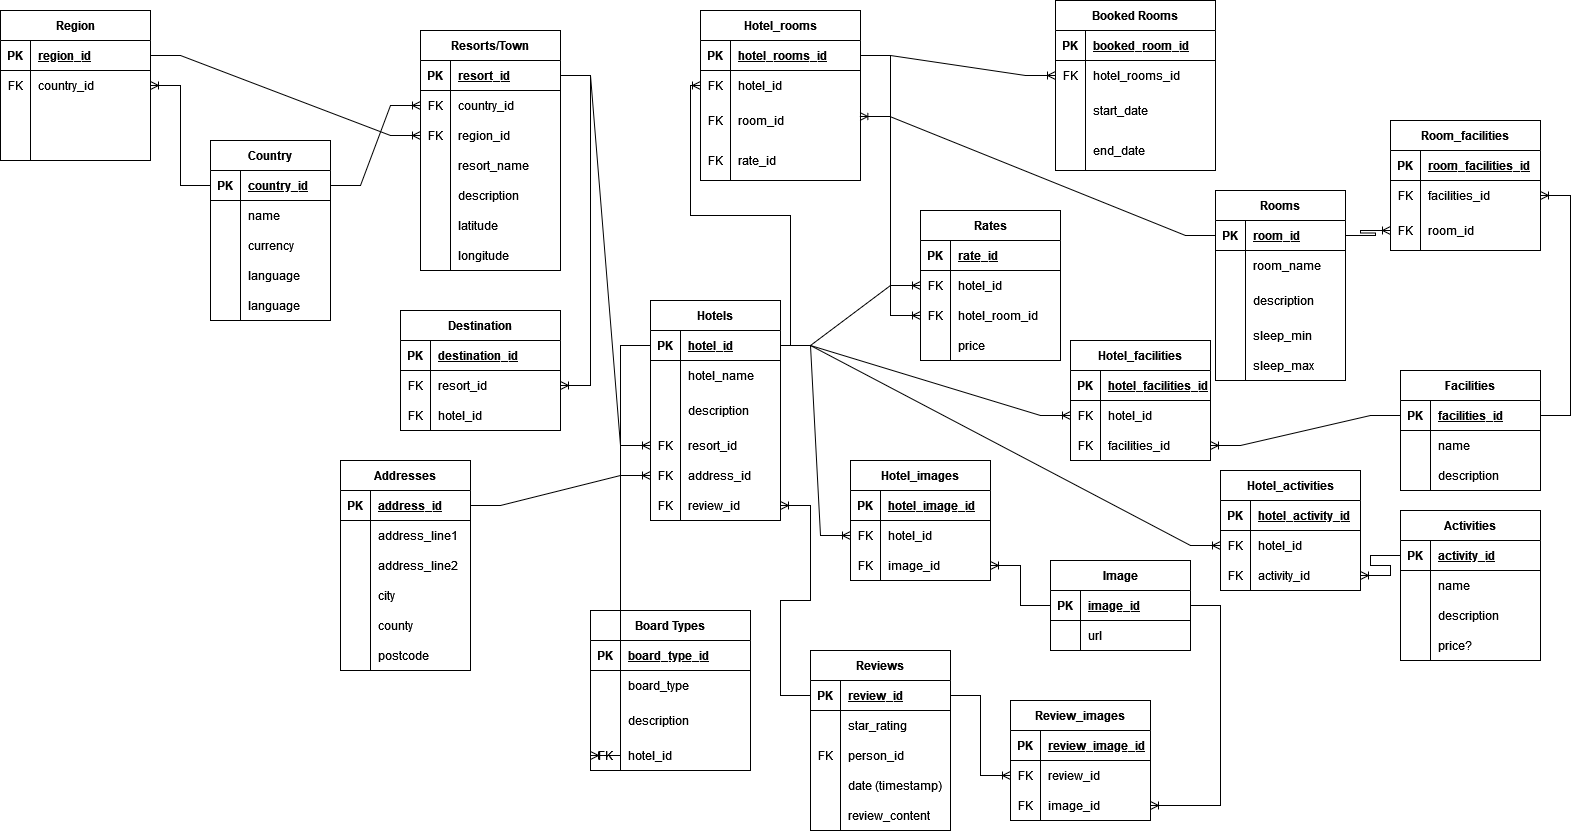 Region
PK region_id
FK country_id
Country
PK country_id
name
currency
language
language
Resorts/Town
PK resort_id
FK country_id
FK region_id
resort_name
description
latitude
longitude
Destination
PK destination_id
FK resort_id
FK hotel_id
Addresses
PK address_id
address_line1
address_line2
city
county
postcode
Hotel_rooms
PK hotel_rooms_id
FK hotel_id
FK room_id
FK rate_id
Hotels
PK hotel_id
hotel_name
description
FK resort_id
FK address_id
FK review_id
Board Types
PK board_type_id
board_type
description
FK hotel_id
Booked Rooms
PK booked_room_id
FK hotel_rooms_id
start_date
end_date
Rates
PK rate_id
FK hotel_id
FK hotel_room_id
price
Hotel_images
PK hotel_image_id
FK hotel_id
FK image_id
Reviews
PK review_id
star_rating
FK person_id
date (timestamp)
review_content
Hotel_facilities
PK hotel_facilities_id
FK hotel_id
FK facilities_id
Image
PK image_id
url
Review_images
PK review_image_id
FK review_id
FK image_id
Rooms
PK room_id
room_name
description
sleep_min
sleep_max
Hotel_activities
PK hotel_activity_id
FK hotel_id
FK activity_id
Room_facilities
PK room_facilities_id
FK facilities_id
FK room_id
Facilities
PK facilities_id
name
description
Activities
PK activity_id
name
description
price?